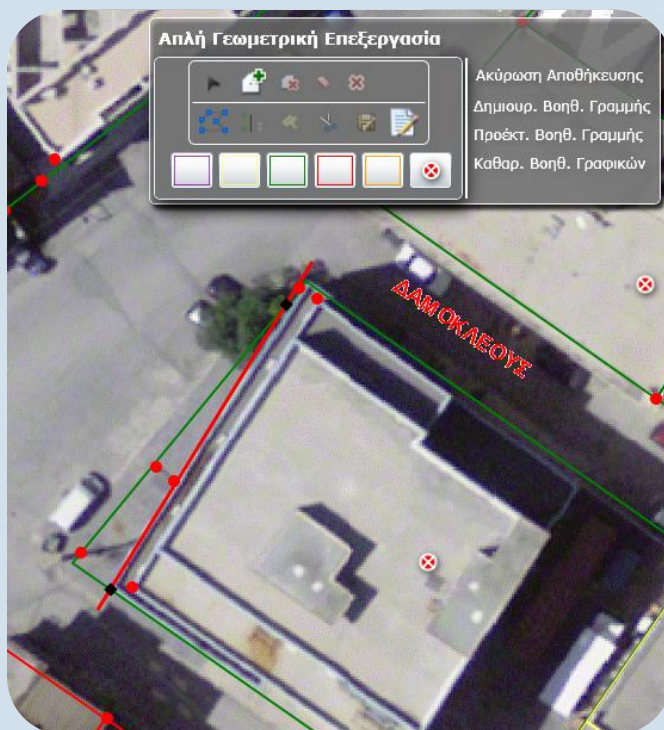 Απλή Γεωμετρική Επεξεργασία
Ακύρωση Αποθήκευσης
Δημιουρ. Βοηθ. Γραμμής
Προέκτ. Βοηθ. Γραμμής
Καθαρ. Βοηθ. Γραφικών
ΔΑΜΟΚΛΕΟΥΣ